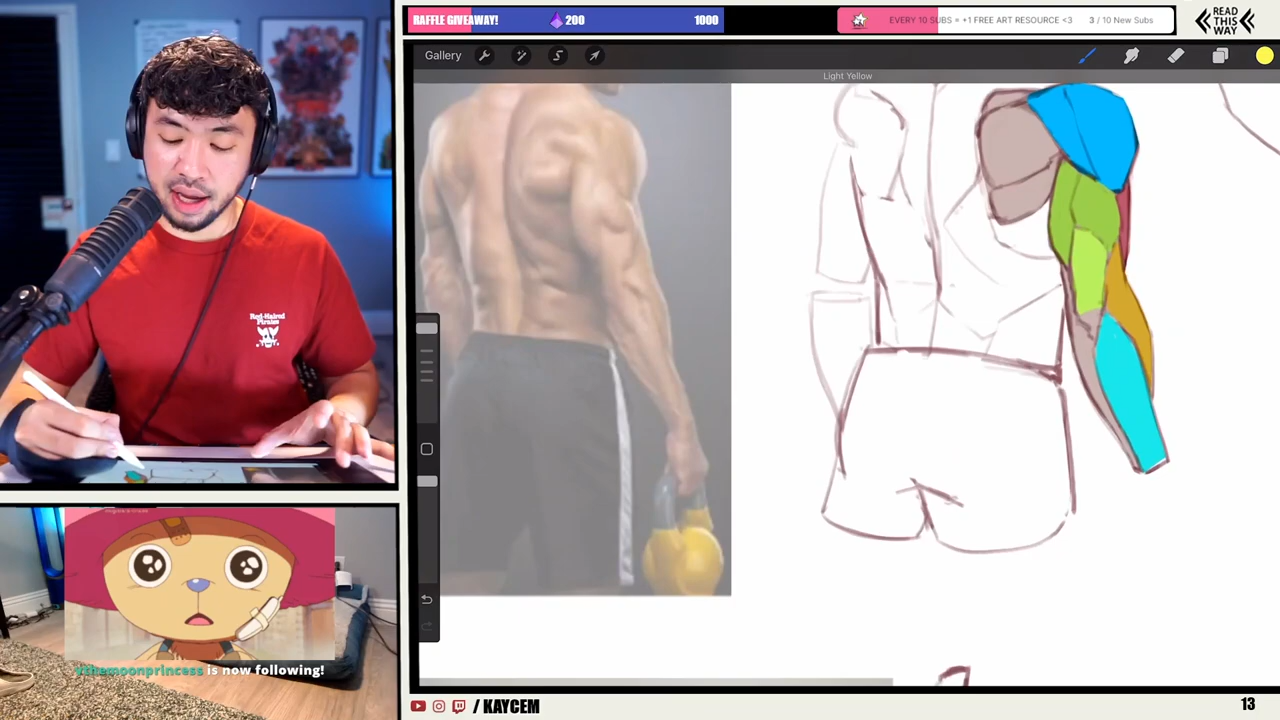 RAFFLE GIVEAWAY!
200
1000
EVERY 10 SUBS = +1 FREE ART RESOURCE <3
3 / 10 New Subs
READ
THIS
WAY
Gallery
Light Yellow
Red-Haired
Pirates
is now following!
/ KAYCEM
13